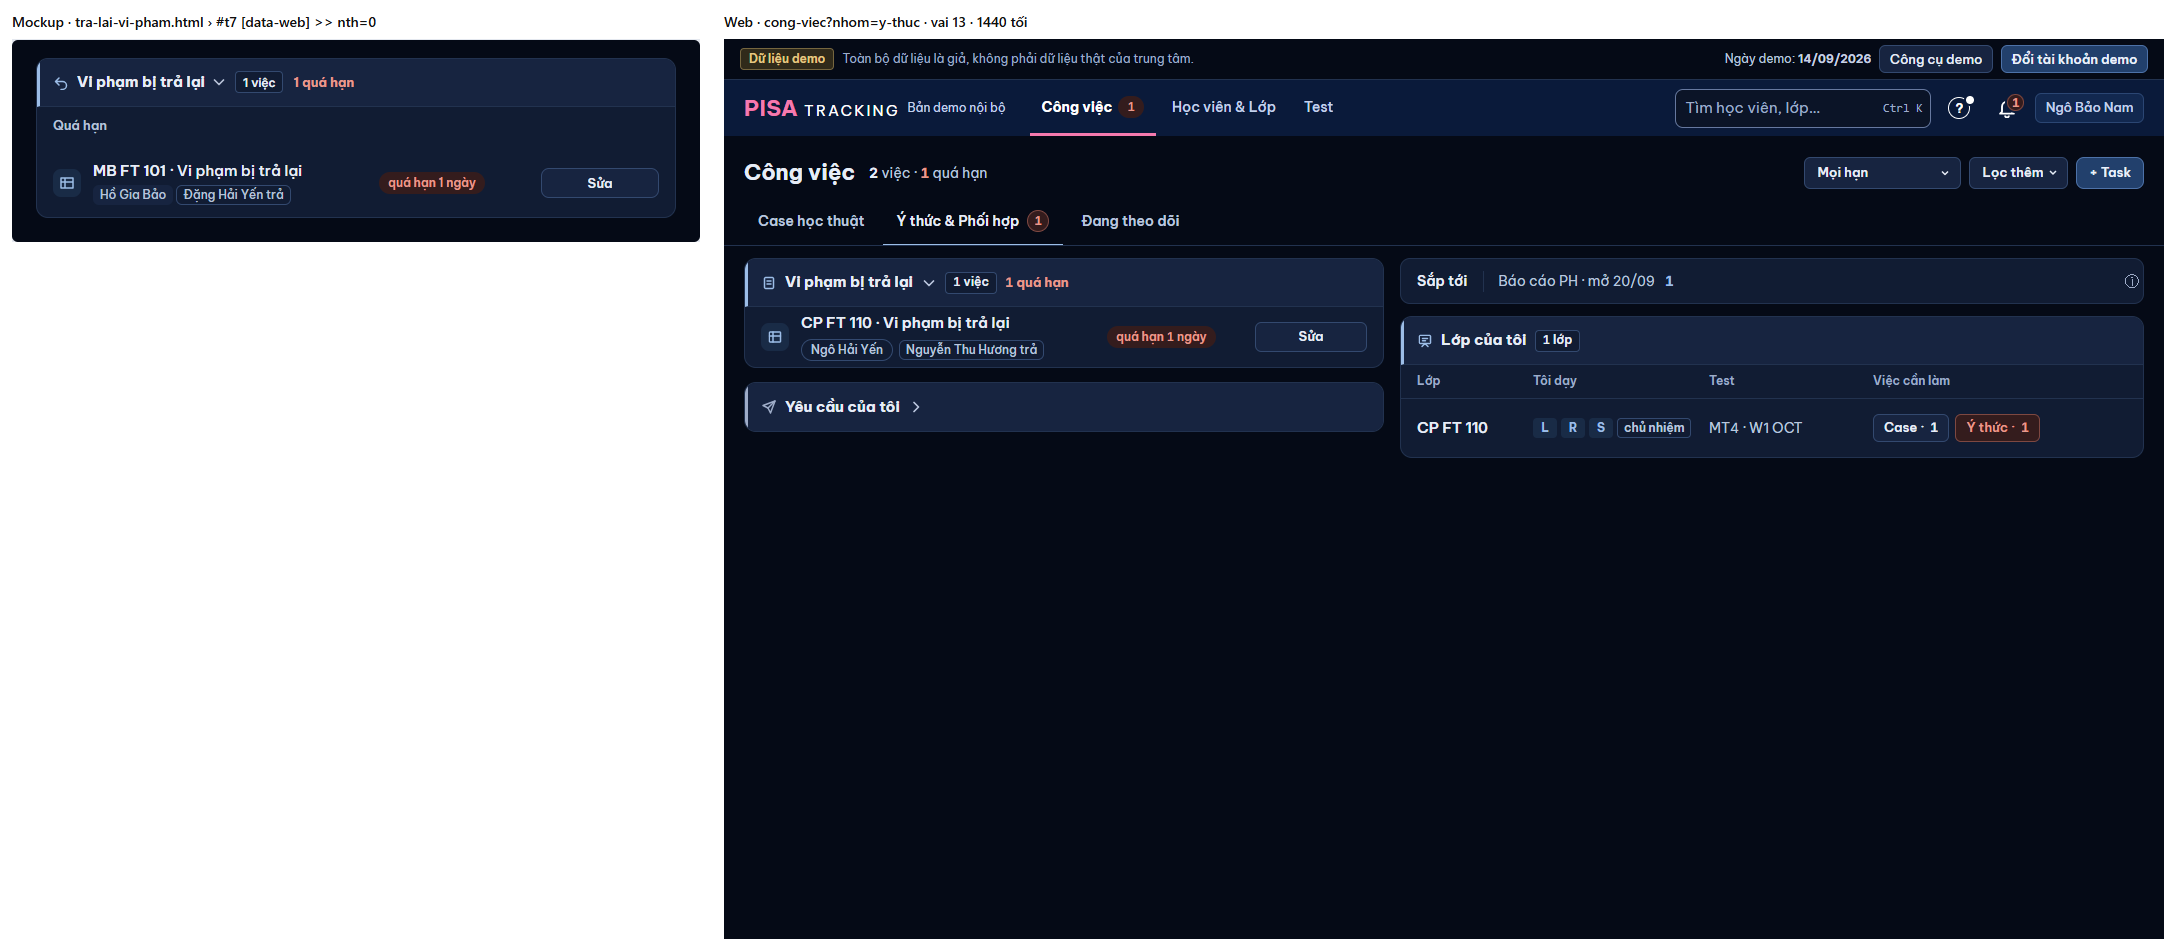 Mockup · tra-lai-vi-pham.html › #t7 [data-web] >> nth=0
Vi phạm bị trả lại 1 việc 1 quá hạn
Quá hạn
MB FT 101 · Vi phạm bị trả lại
Hồ Gia Bảo Đặng Hải Yến trả
quá hạn 1 ngày
Sửa
Web · cong-viec?nhom=y-thuc · vai 13 · 1440 tối
Dữ liệu demo Toàn bộ dữ liệu là giả, không phải dữ liệu thật của trung tâm.
Ngày demo: 14/09/2026 Công cụ demo Đổi tài khoản demo
PISA TRACKING Bản demo nội bộ Công việc 1 Học viên & Lớp Test
Tìm học viên, lớp... Ctrl K ? 1 Ngô Bảo Nam
Công việc 2 việc · 1 quá hạn
Mọi hạn Lọc thêm + Task
Case học thuật Ý thức & Phối hợp 1 Đang theo dõi
Vi phạm bị trả lại 1 việc 1 quá hạn
CP FT 110 · Vi phạm bị trả lại
Ngô Hải Yến Nguyễn Thu Hương trả
quá hạn 1 ngày
Sửa
Yêu cầu của tôi
Sắp tới Báo cáo PH · mở 20/09 1
Lớp của tôi 1 lớp
Lớp Tôi dạy Test Việc cần làm
CP FT 110 L R S chủ nhiệm MT4 · W1 OCT Case · 1 Ý thức · 1